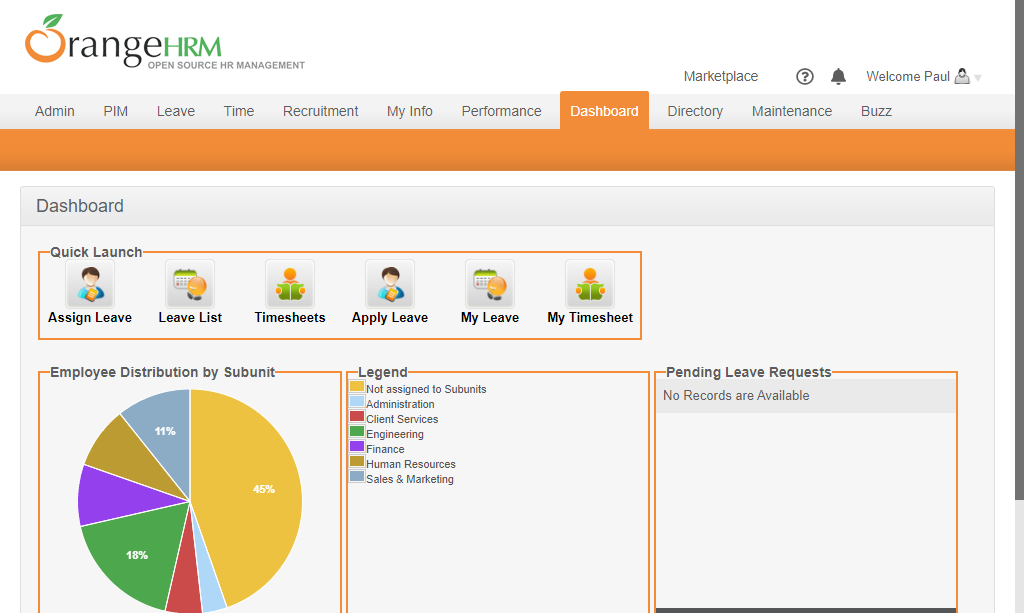 OrangeHRM
OPEN SOURCE HR MANAGEMENT
Marketplace ? Welcome Paul
Admin PIM Leave Time Recruitment My Info Performance Dashboard Directory Maintenance Buzz
Dashboard
Quick Launch
Assign Leave Leave List Timesheets Apply Leave My Leave My Timesheet
Employee Distribution by Subunit
11%
45%
18%
Legend
Not assigned to Subunits
Administration
Client Services
Engineering
Finance
Human Resources
Sales & Marketing
Pending Leave Requests
No Records are Available